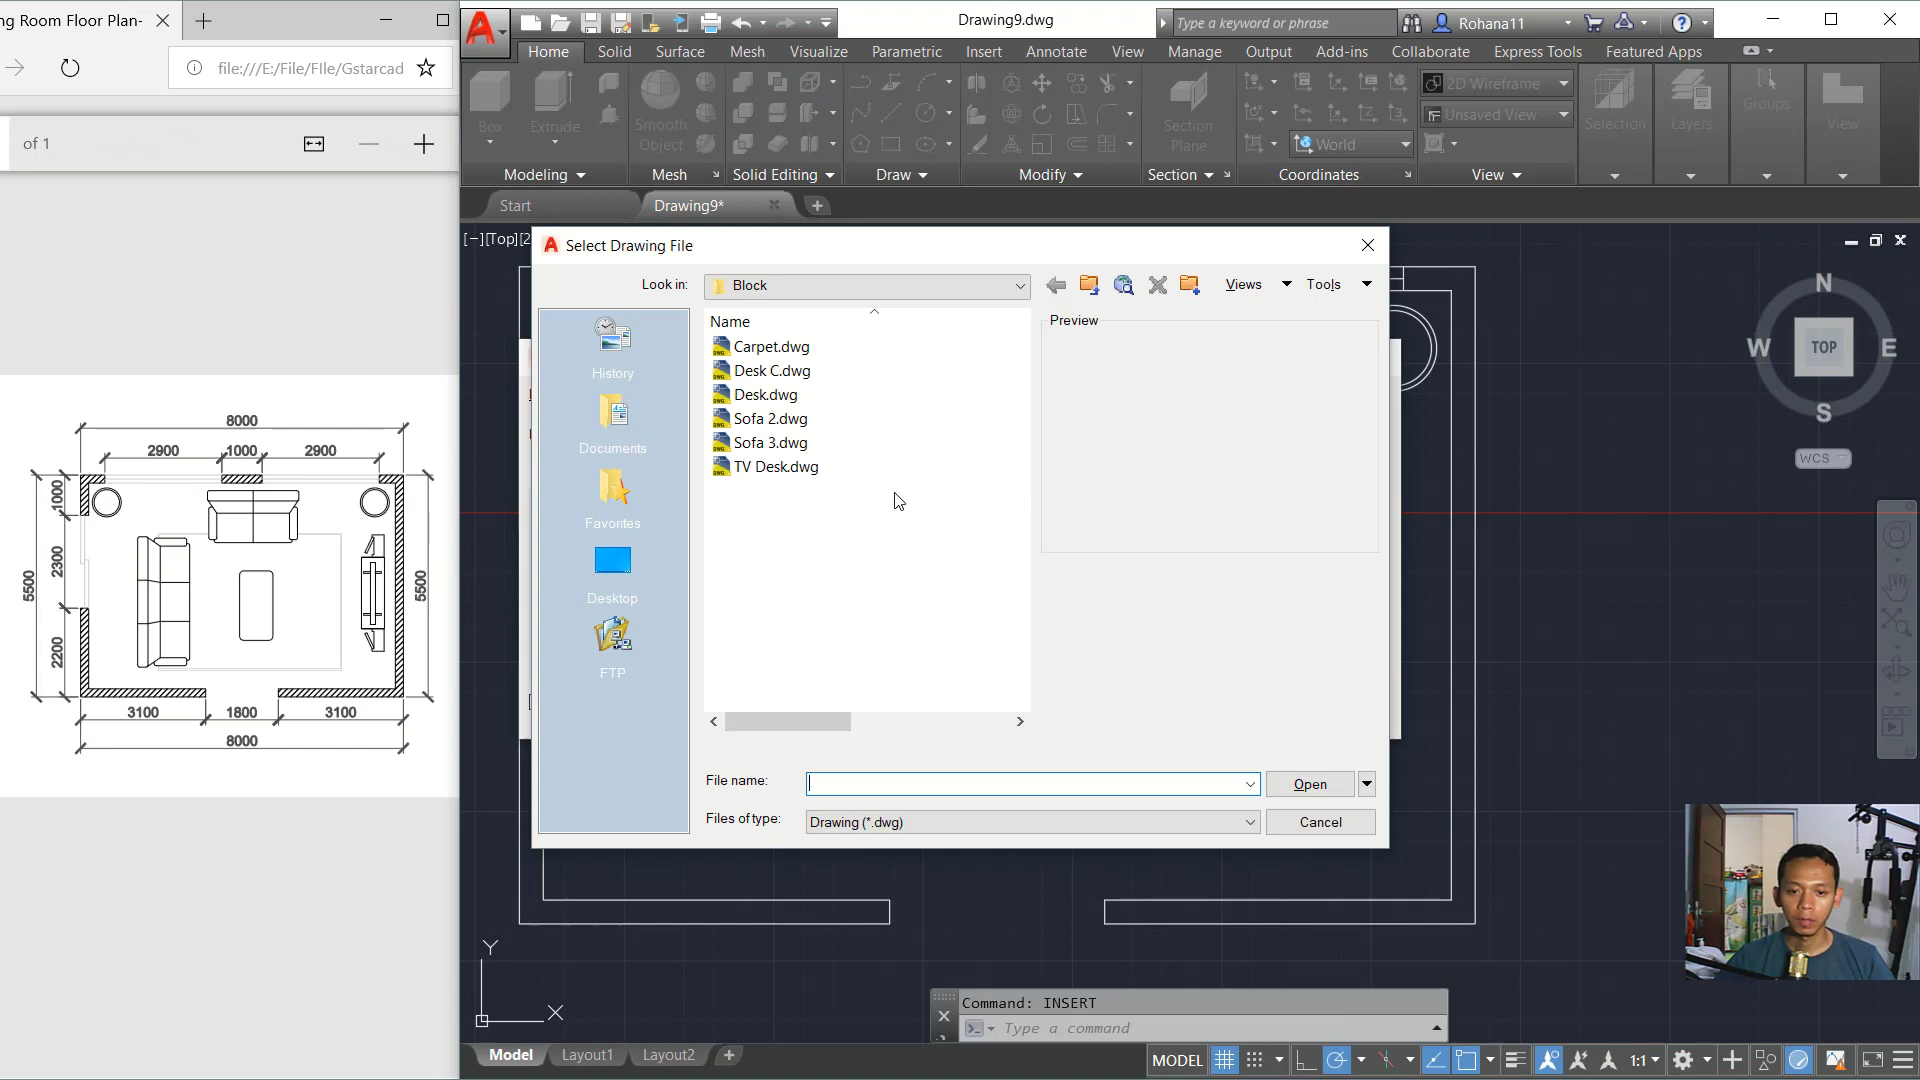 ng Room Floor Plan-
file:///E:/File/FIle/Gstarcad
of 1
8000
2900
1000
2900
1000
5500
2300
5500
2200
3100
1800
3100
8000
Drawing9.dwg
Type a keyword or phrase
Rohana11
Home
Solid
Surface
Mesh
Visualize
Parametric
Insert
Annotate
View
Manage
Output
Add-ins
Collaborate
Express Tools
Featured Apps
Box
Extrude
Smooth
Object
Section
Plane
World
2D Wireframe
Unsaved View
Selection
Layers
Groups
View
Modeling
Mesh
Solid Editing
Draw
Modify
Section
Coordinates
View
Start
Drawing9*
[−][Top][2
Select Drawing File
Look in:
Block
Views
Tools
History
Documents
Favorites
Desktop
FTP
Name
Carpet.dwg
Desk C.dwg
Desk.dwg
Sofa 2.dwg
Sofa 3.dwg
TV Desk.dwg
Preview
File name:
Open
Files of type:
Drawing (*.dwg)
Cancel
N
W
TOP
E
S
WCS
Y
X
Command: INSERT
Type a command
Model
Layout1
Layout2
MODEL
1:1